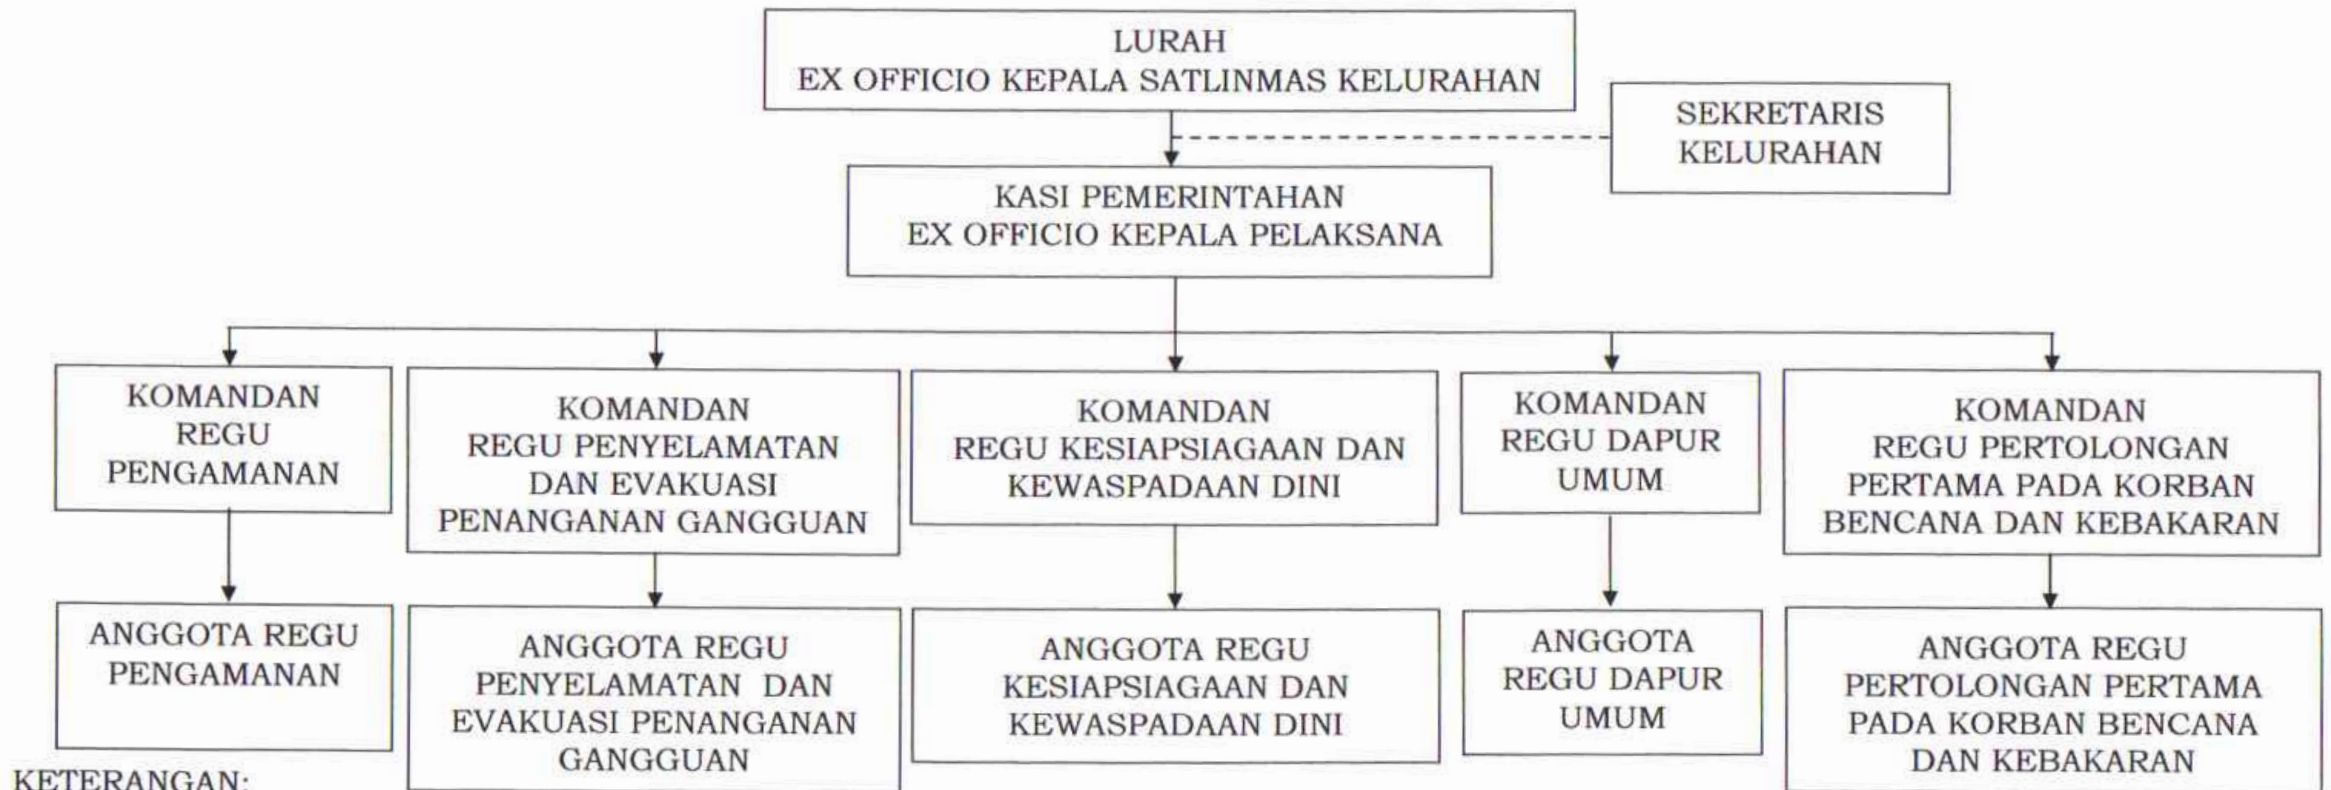 LURAH
EX OFFICIO KEPALA SATLINMAS KELURAHAN
SEKRETARIS
KELURAHAN
KASI PEMERINTAHAN
EX OFFICIO KEPALA PELAKSANA
KOMANDAN
REGU
PENGAMANAN
KOMANDAN
REGU PENYELAMATAN
DAN EVAKUASI
PENANGANAN GANGGUAN
KOMANDAN
REGU KESIAPSIAGAAN DAN
KEWASPADAAN DINI
KOMANDAN
REGU DAPUR
UMUM
KOMANDAN
REGU PERTOLONGAN
PERTAMA PADA KORBAN
BENCANA DAN KEBAKARAN
ANGGOTA REGU
PENGAMANAN
ANGGOTA REGU
PENYELAMATAN DAN
EVAKUASI PENANGANAN
GANGGUAN
ANGGOTA REGU
KESIAPSIAGAAN DAN
KEWASPADAAN DINI
ANGGOTA
REGU DAPUR
UMUM
ANGGOTA REGU
PERTOLONGAN PERTAMA
PADA KORBAN BENCANA
DAN KEBAKARAN
KETERANGAN: